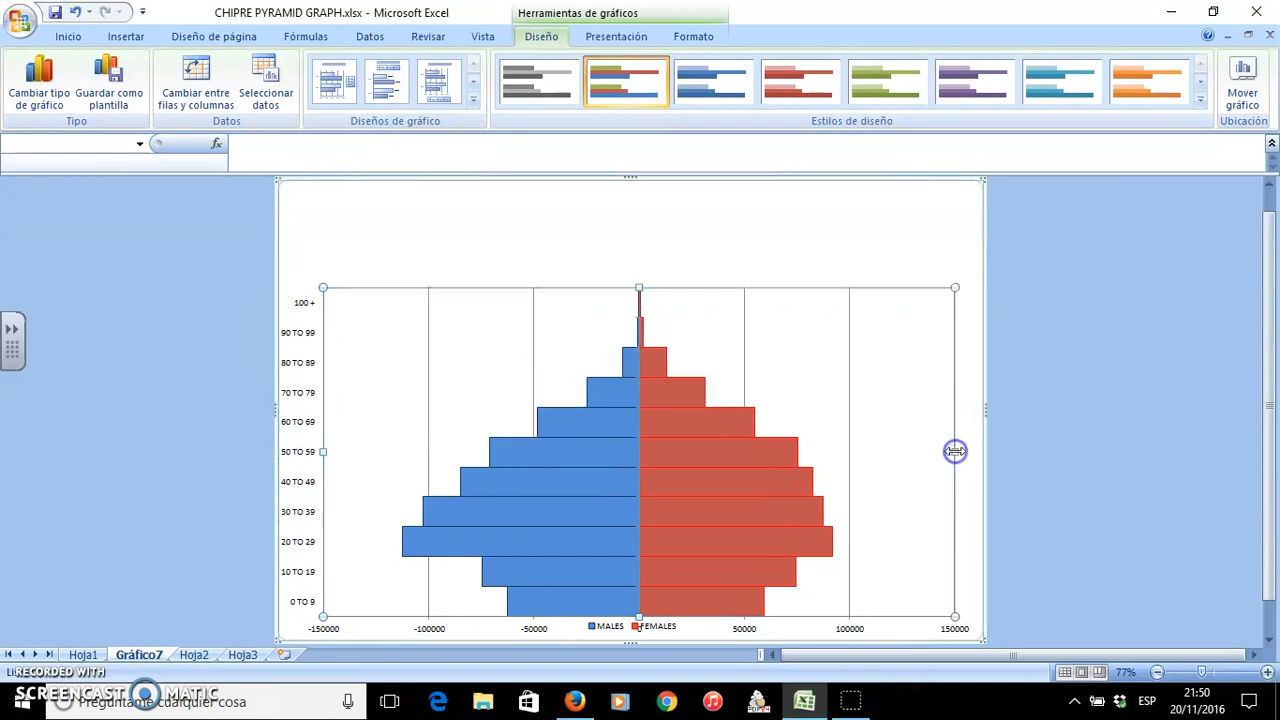 CHIPRE PYRAMID GRAPH.xlsx - Microsoft Excel
Herramientas de gráficos
Inicio Insertar Diseño de página Fórmulas Datos Revisar Vista Diseño Presentación Formato
Cambiar tipo de gráfico
Guardar como plantilla
Cambiar entre filas y columnas
Seleccionar datos
Mover gráfico
Tipo Datos Diseños de gráfico Estilos de diseño Ubicación
fx
100 +
90 TO 99
80 TO 89
70 TO 79
60 TO 69
50 TO 59
40 TO 49
30 TO 39
20 TO 29
10 TO 19
0 TO 9
MALES FEMALES
-150000 -100000 -50000 0 50000 100000 150000
Hoja1 Gráfico7 Hoja2 Hoja3
RECORDED WITH
77%
SCREENCAST MATIC
Pregúntame cualquier cosa
ESP
21:50
20/11/2016